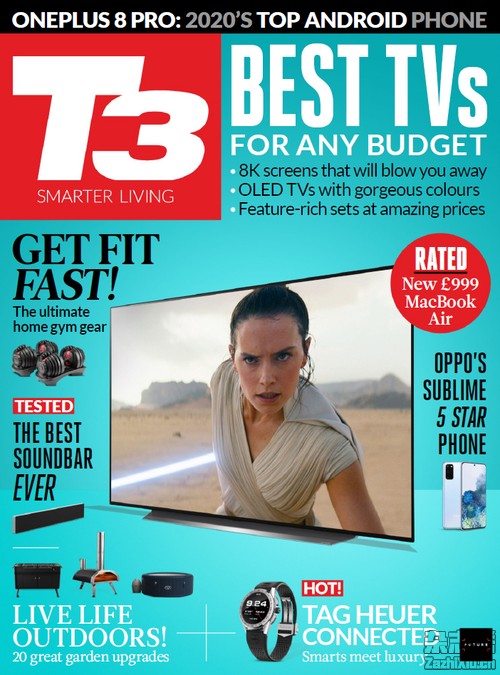 ONEPLUS 8 PRO: 2020'S TOP ANDROID PHONE
T3
SMARTER LIVING
BEST TVs
FOR ANY BUDGET
• 8K screens that will blow you away
• OLED TVs with gorgeous colours
• Feature-rich sets at amazing prices
GET FIT
FAST!
The ultimate
home gym gear
RATED
New £999
MacBook
Air
TESTED
THE BEST
SOUNDBAR
EVER
OPPO'S
SUBLIME
5 STAR
PHONE
LIVE LIFE
OUTDOORS!
20 great garden upgrades
9:24
HOT!
TAG HEUER
CONNECTED
Smarts meet luxury
FUTURE
ZaZhiXiu.cn